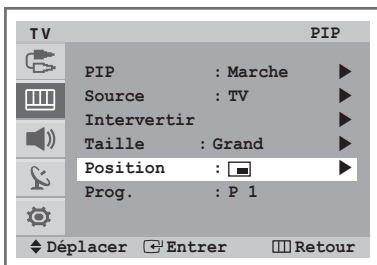 TV PIP
PIP : Marche
Source : TV
Intervertir
Taille : Grand
Position :
Prog. : P 1
Déplacer Entrer Retour